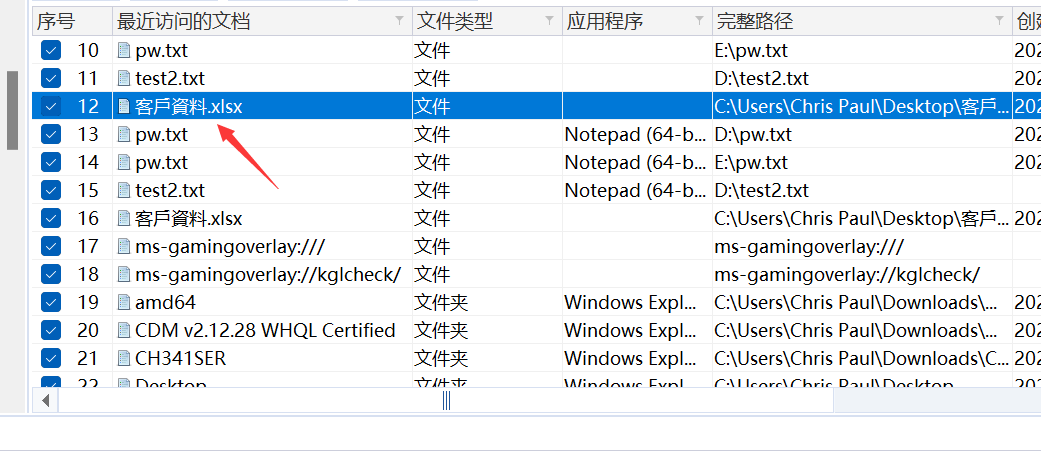 序号 最近访问的文档 文件类型 应用程序 完整路径
10 pw.txt 文件 E:\pw.txt 202
11 test2.txt 文件 D:\test2.txt
12 客戶資料.xlsx 文件 C:\Users\Chris Paul\Desktop\客戶... 202
13 pw.txt 文件 Notepad (64-b... D:\pw.txt 202
14 pw.txt 文件 Notepad (64-b... E:\pw.txt 202
15 test2.txt 文件 Notepad (64-b... D:\test2.txt
16 客戶資料.xlsx 文件 C:\Users\Chris Paul\Desktop\客戶... 202
17 ms-gamingoverlay:/// 文件 ms-gamingoverlay:///
18 ms-gamingoverlay://kglcheck/ 文件 ms-gamingoverlay://kglcheck/
19 amd64 文件夹 Windows Expl... C:\Users\Chris Paul\Downloads\... 202
20 CDM v2.12.28 WHQL Certified 文件夹 Windows Expl... C:\Users\Chris Paul\Downloads\... 202
21 CH341SER 文件夹 Windows Expl... C:\Users\Chris Paul\Downloads\C... 202
22 Desktop 文件夹 Windows Expl... C:\Users\Chris Paul\Desktop 202